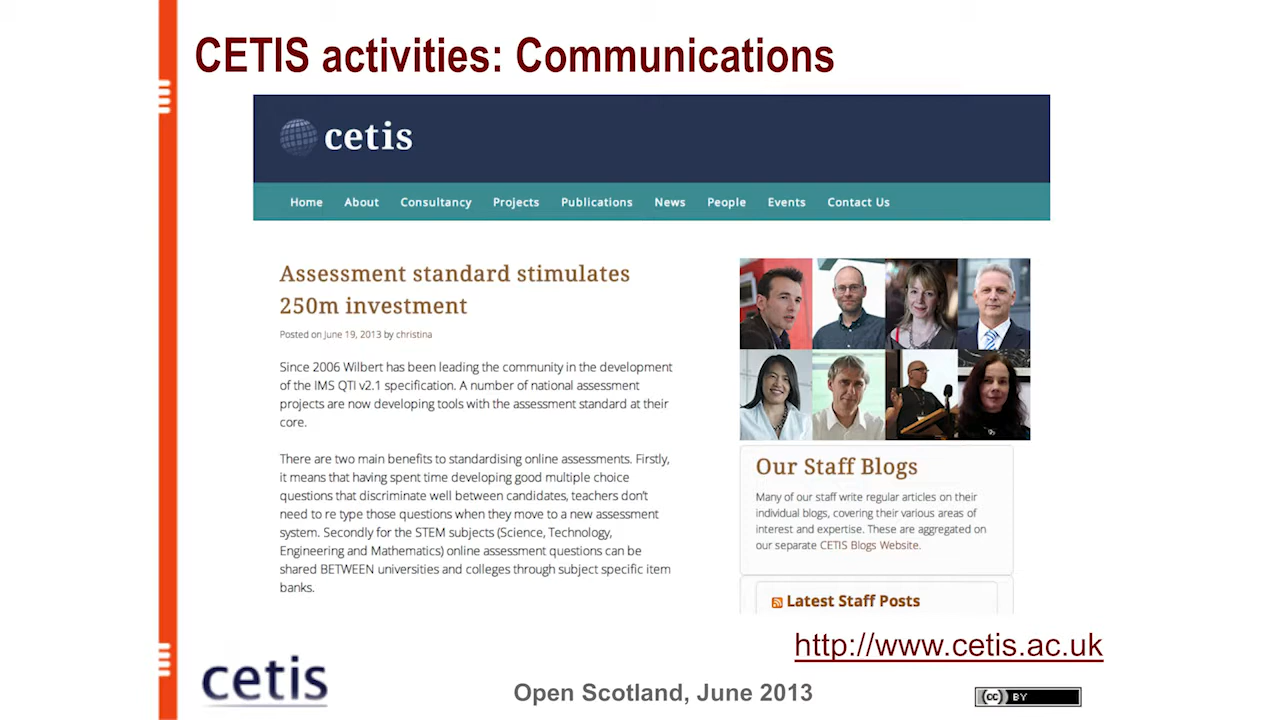 CETIS activities: Communications
cetis
Home About Consultancy Projects Publications News People Events Contact Us
Assessment standard stimulates
250m investment
Posted on June 19, 2013 by christina
Since 2006 Wilbert has been leading the community in the development
of the IMS QTI v2.1 specification. A number of national assessment
projects are now developing tools with the assessment standard at their
core.
There are two main benefits to standardising online assessments. Firstly,
it means that having spent time developing good multiple choice
questions that discriminate well between candidates, teachers don't
need to re type those questions when they move to a new assessment
system. Secondly for the STEM subjects (Science, Technology,
Engineering and Mathematics) online assessment questions can be
shared BETWEEN universities and colleges through subject specific item
banks.
Our Staff Blogs
Many of our staff write regular articles on their
individual blogs, covering their various areas of
interest and expertise. These are aggregated on
our separate CETIS Blogs Website.
Latest Staff Posts
http://www.cetis.ac.uk
cetis
Open Scotland, June 2013
cc BY